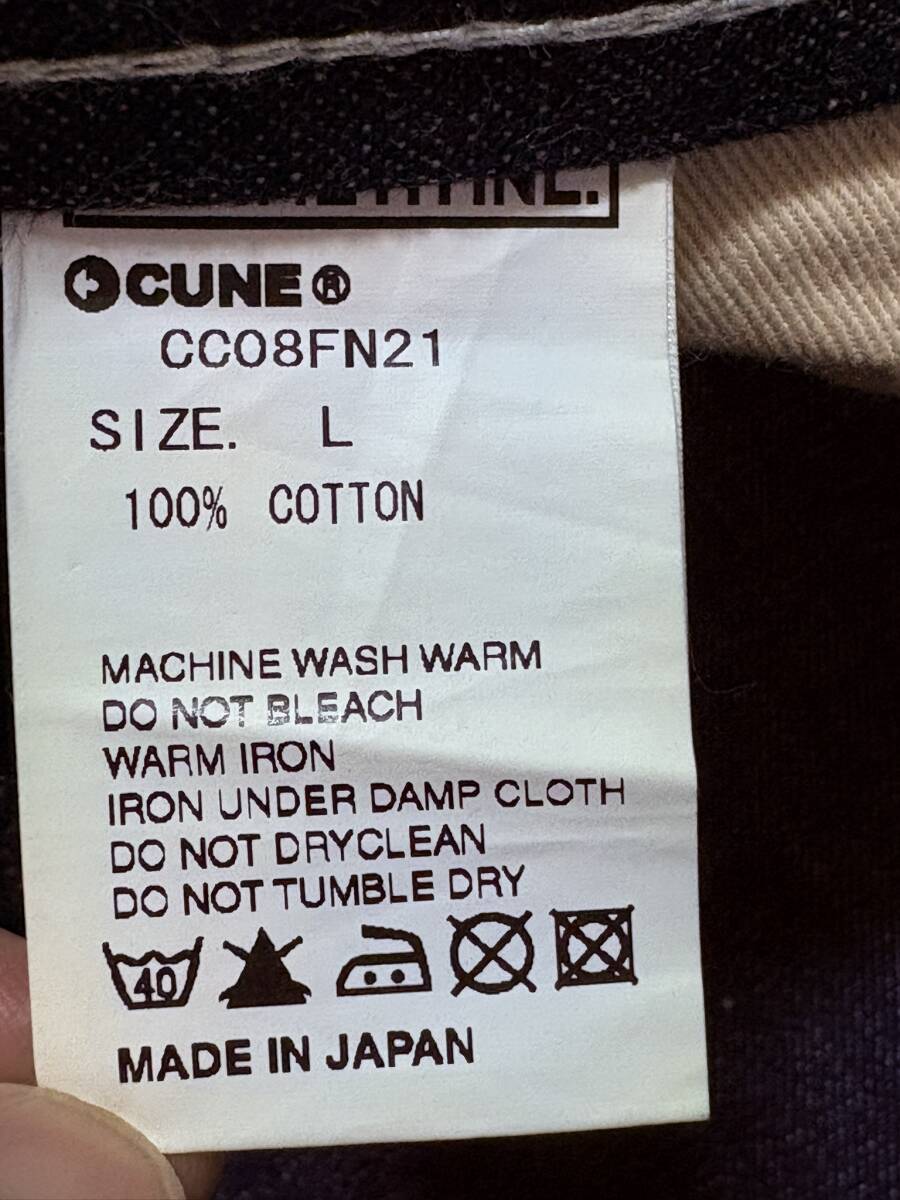 CUNE®
CC08FN21
SIZE. L
100% COTTON
MACHINE WASH WARM
DO NOT BLEACH
WARM IRON
IRON UNDER DAMP CLOTH
DO NOT DRYCLEAN
DO NOT TUMBLE DRY
40
MADE IN JAPAN